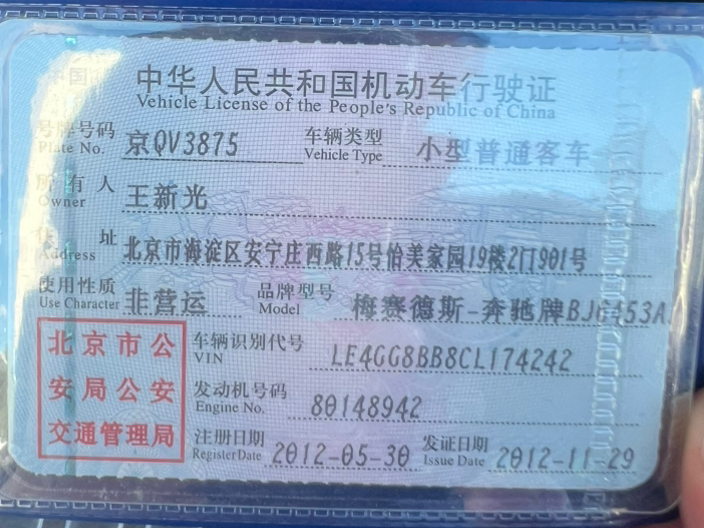 中华人民共和国机动车行驶证
Vehicle License of the People's Republic of China
号牌号码 京QV3875 车辆类型 小型普通客车
Plate No. Vehicle Type
所有人 王新光
Owner
住址 北京市海淀区安宁庄西路15号怡美家园19楼2门901号
Address
使用性质 非营运 品牌型号 梅赛德斯-奔驰牌BJ6453A
Use Character Model
北京市公
安局公安
交通管理局
车辆识别代号 LE4GG8BB8CL174242
VIN
发动机号码 80148942
Engine No.
注册日期 2012-05-30 发证日期 2012-11-29
Register Date Issue Date